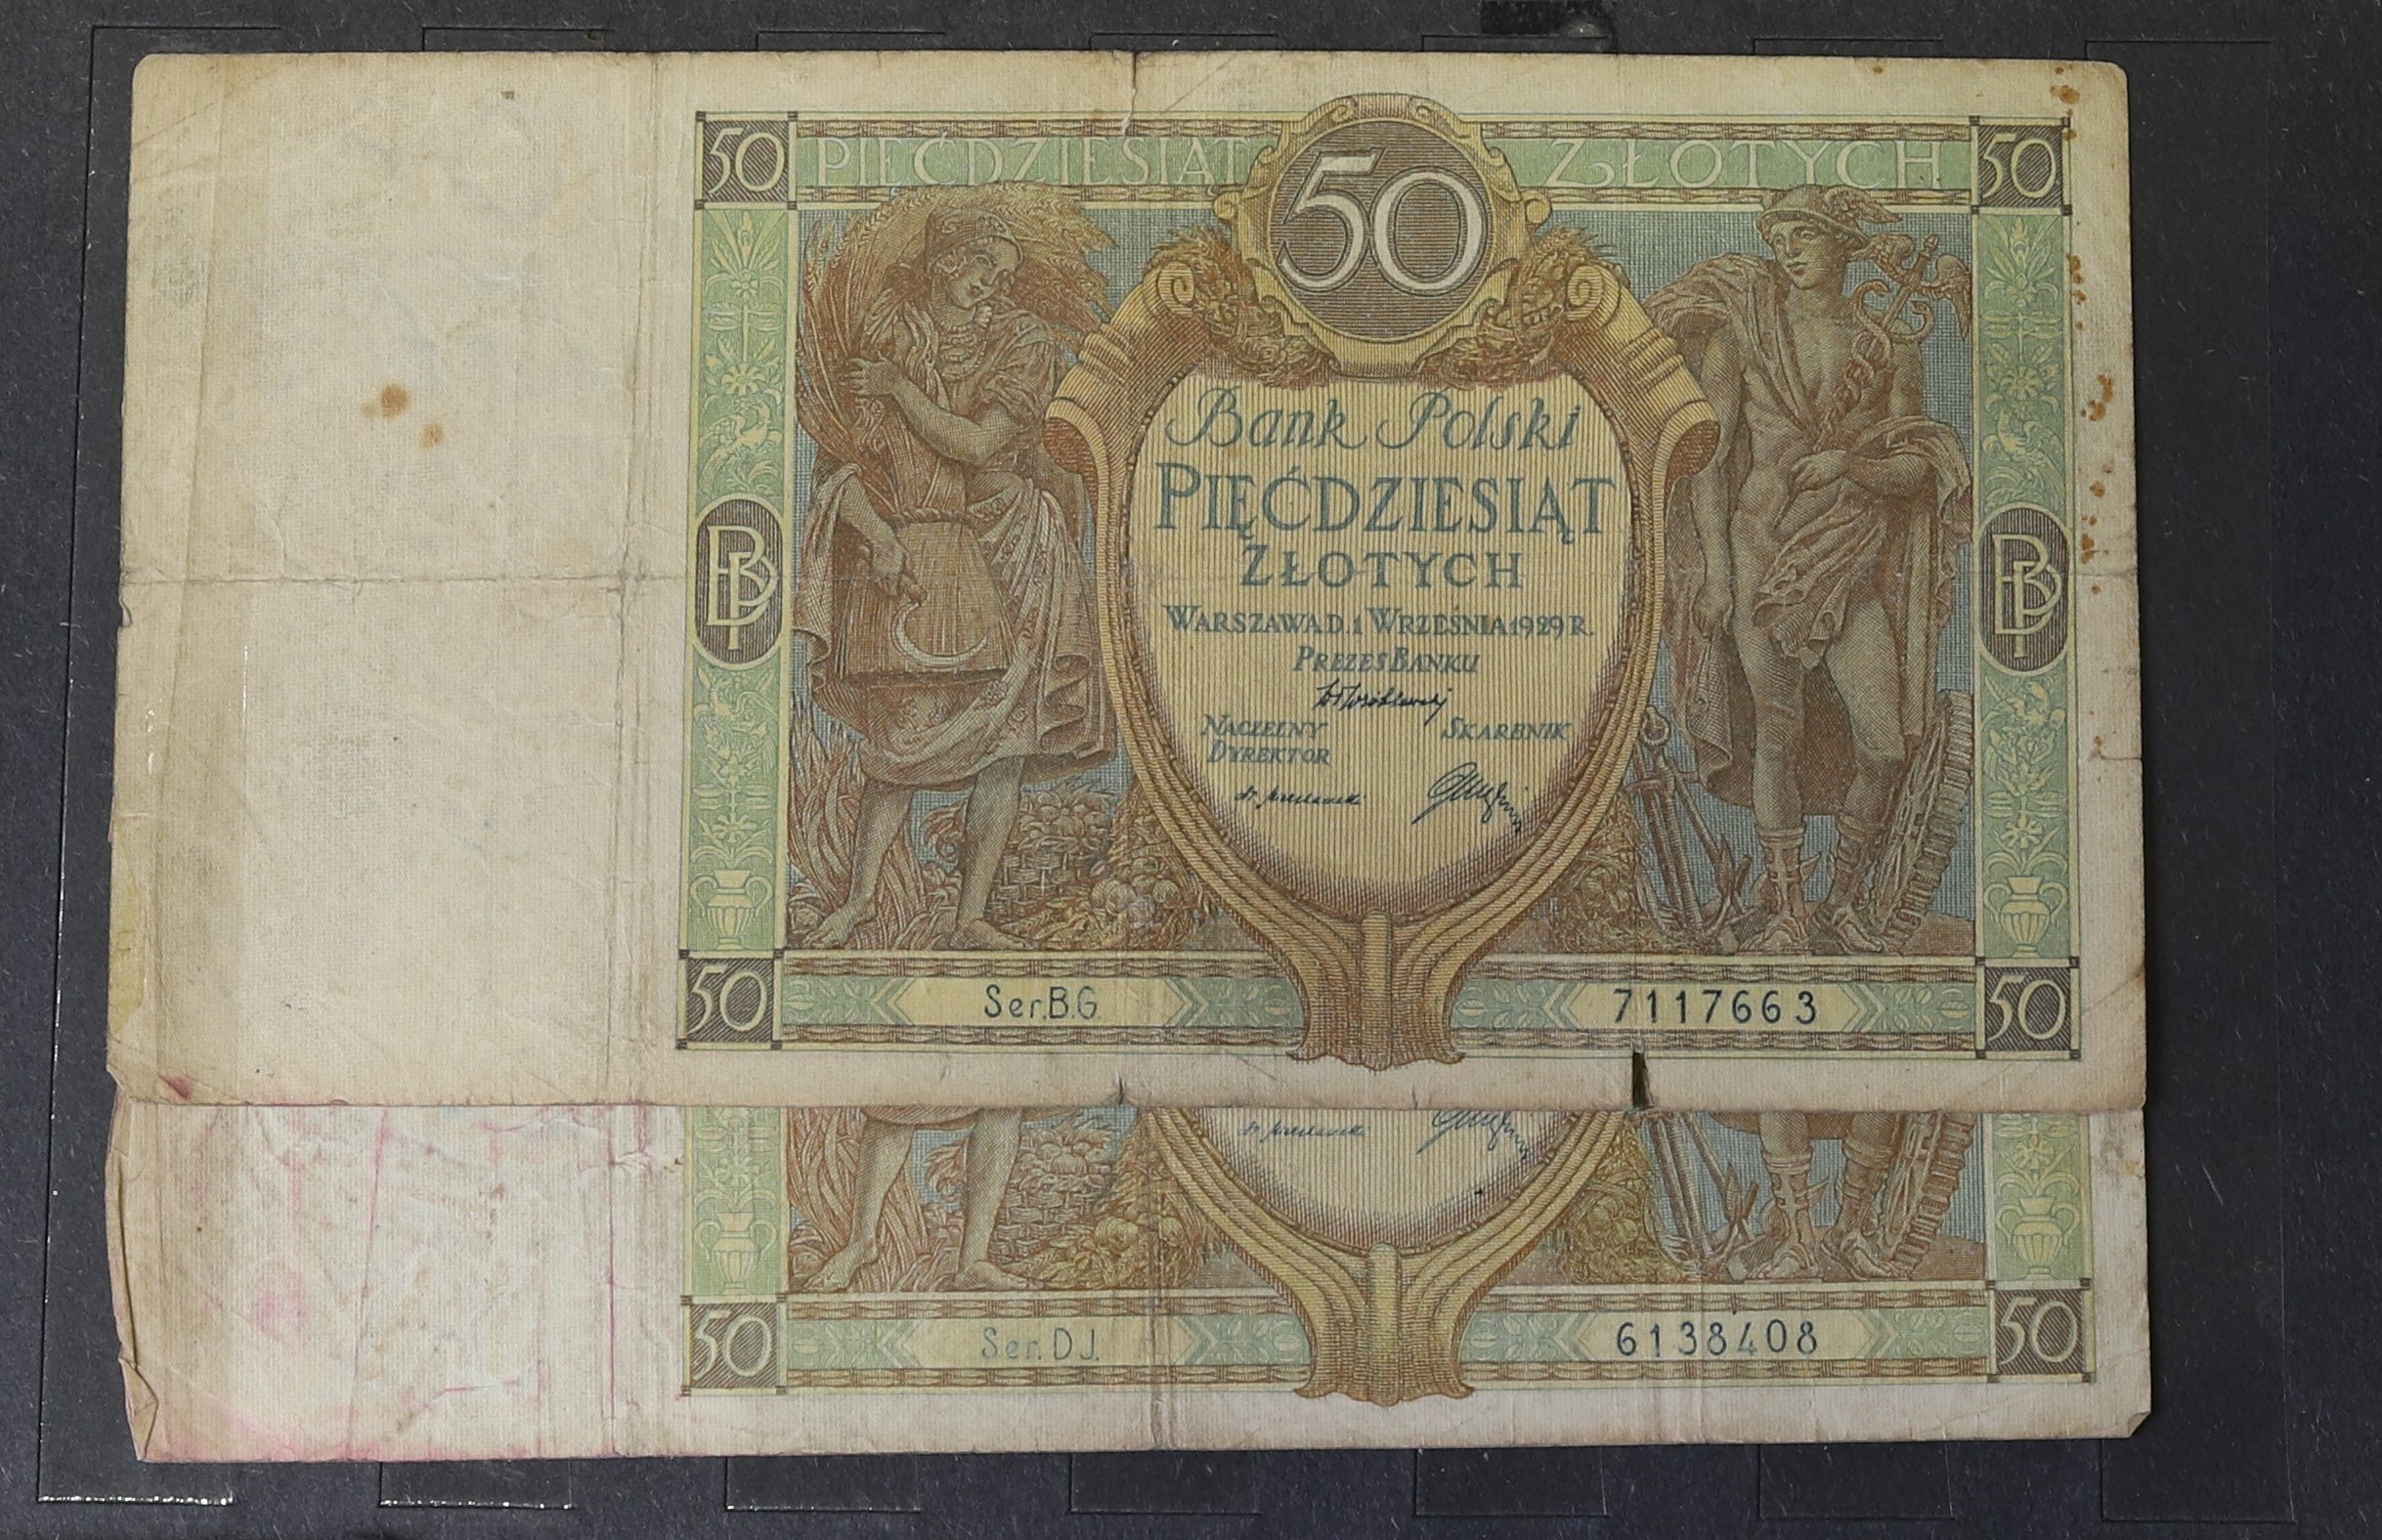 50 PIĘĆDZIESIĄT 50 ZŁOTYCH 50
Bank Polski
PIĘĆDZIESIĄT
ZŁOTYCH
WARSZAWA D. 1 WRZEŚNIA 1929 R.
PREZES BANKU
NACZELNY SKARBNIK
DYREKTOR
BP BP
50 Ser.B.G. 7117663 50
50 Ser.D.J. 6138408 50